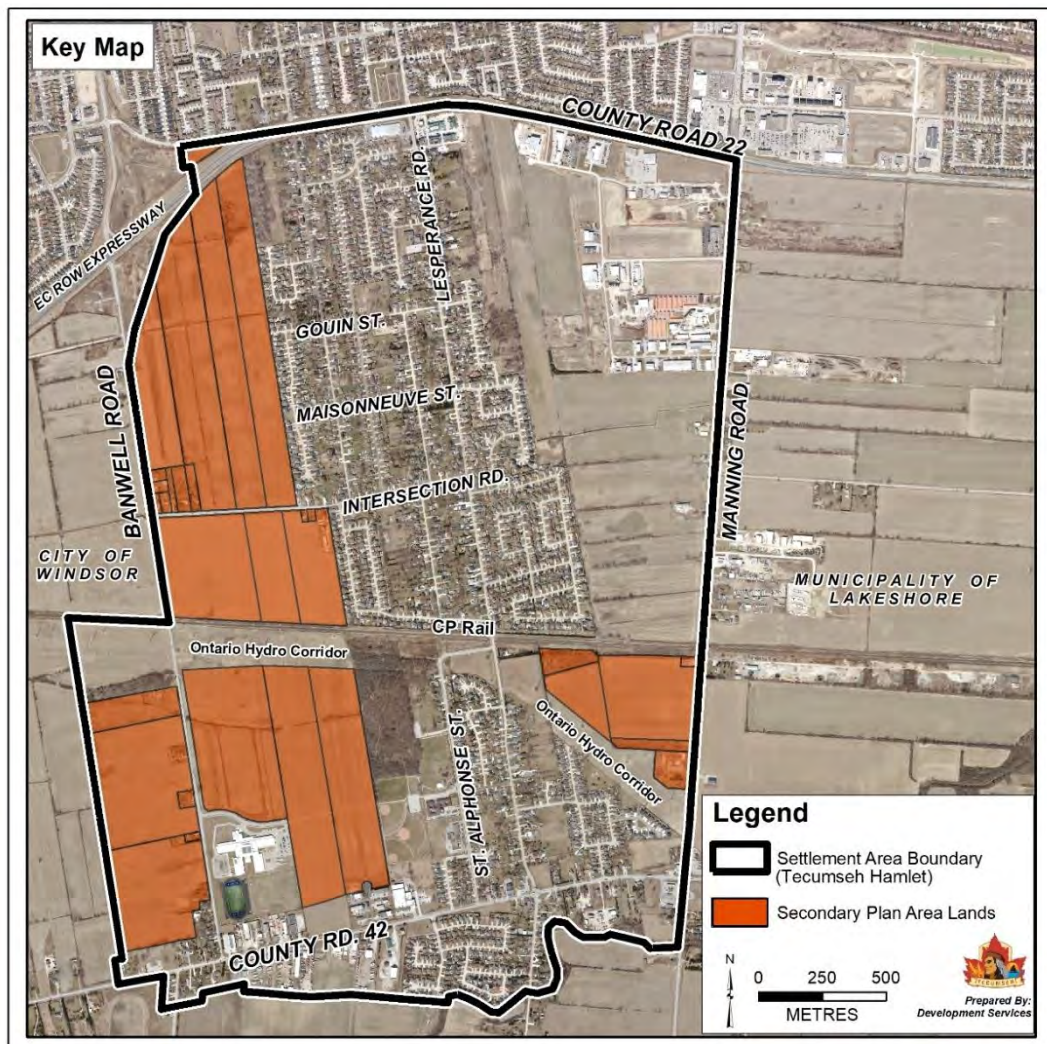 Key Map
COUNTY ROAD 22
EC ROW EXPRESSWAY
LESPERANCE RD.
GOUIN ST.
MAISONNEUVE ST.
BANWELL ROAD
MANNING ROAD
INTERSECTION RD.
CITY OF
WINDSOR
MUNICIPALITY OF
LAKESHORE
CP Rail
Ontario Hydro Corridor
ST. ALPHONSE ST.
Ontario Hydro Corridor
COUNTY RD. 42
Legend
Settlement Area Boundary
(Tecumseh Hamlet)
Secondary Plan Area Lands
N
0 250 500
METRES
TECUMSEH
Prepared By:
Development Services